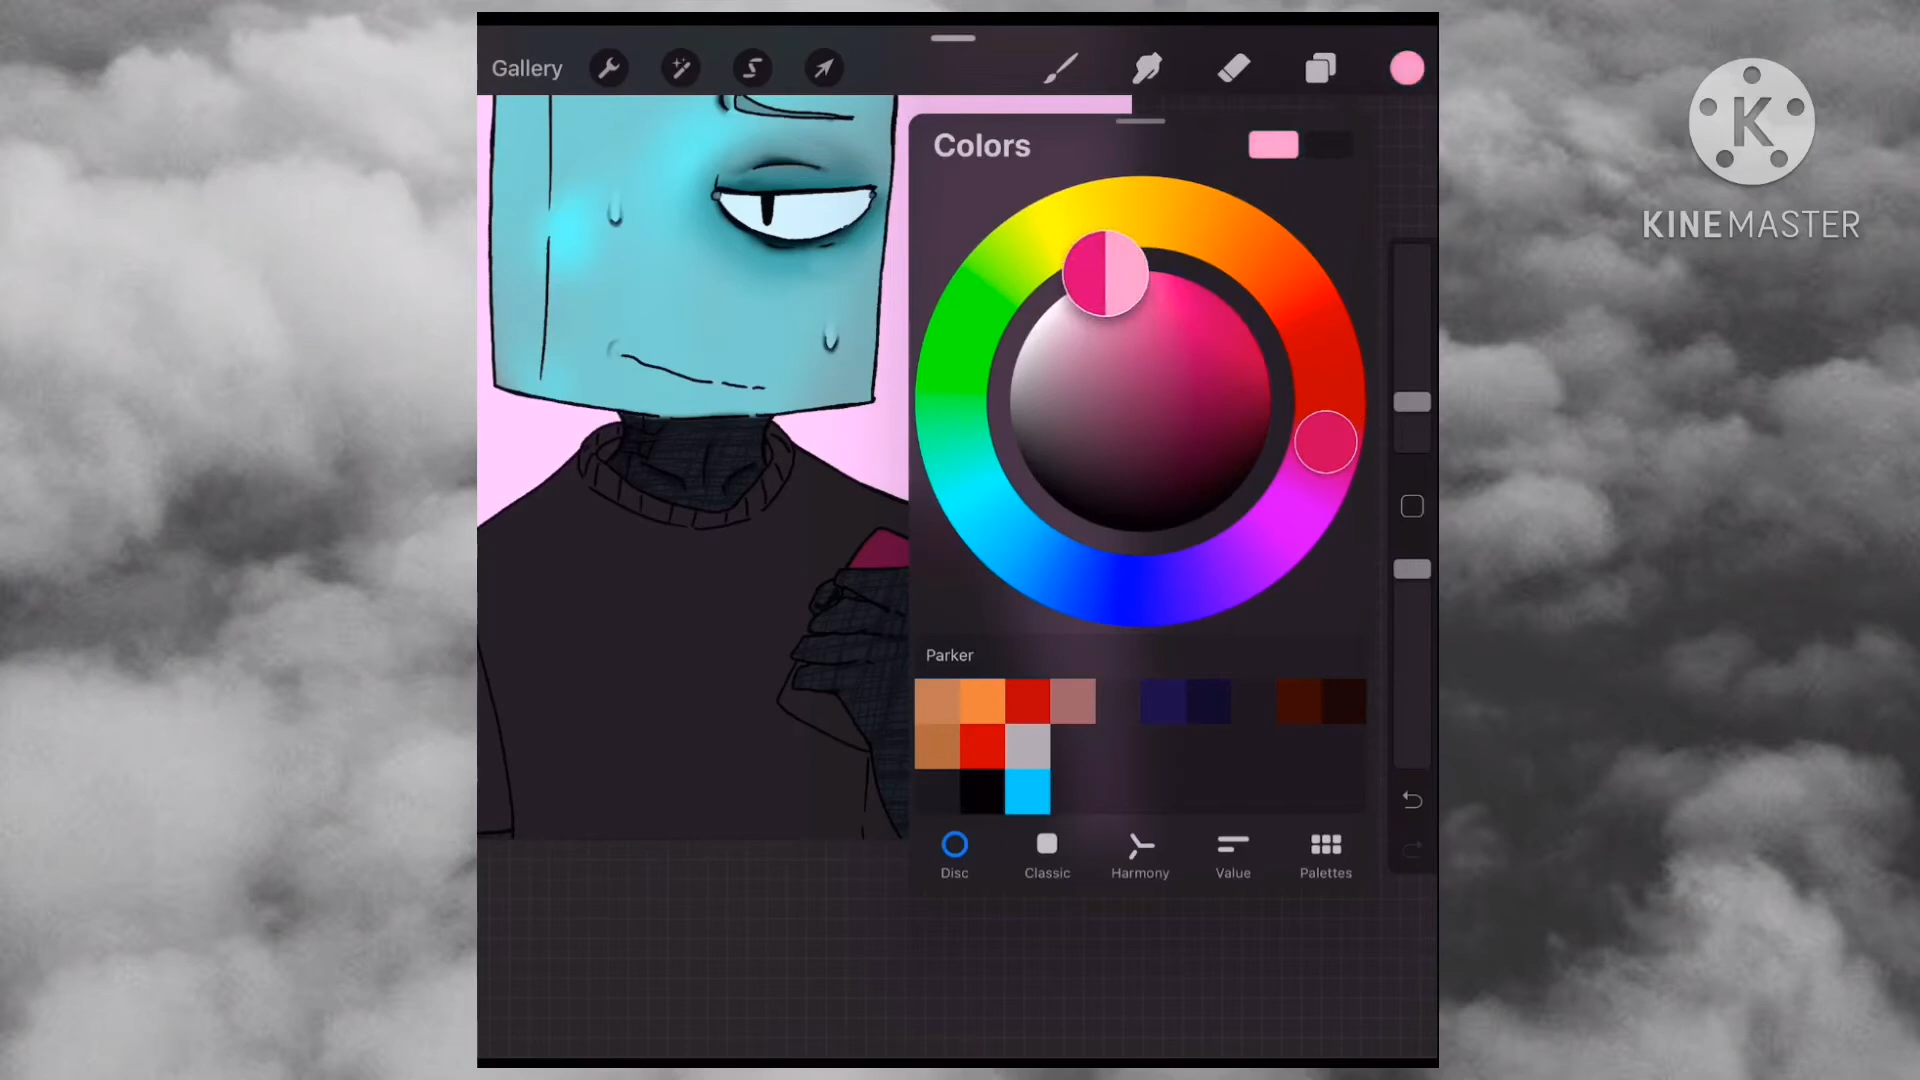 Gallery
Colors
K
KINEMASTER
Parker
Disc
Classic
Harmony
Value
Palettes